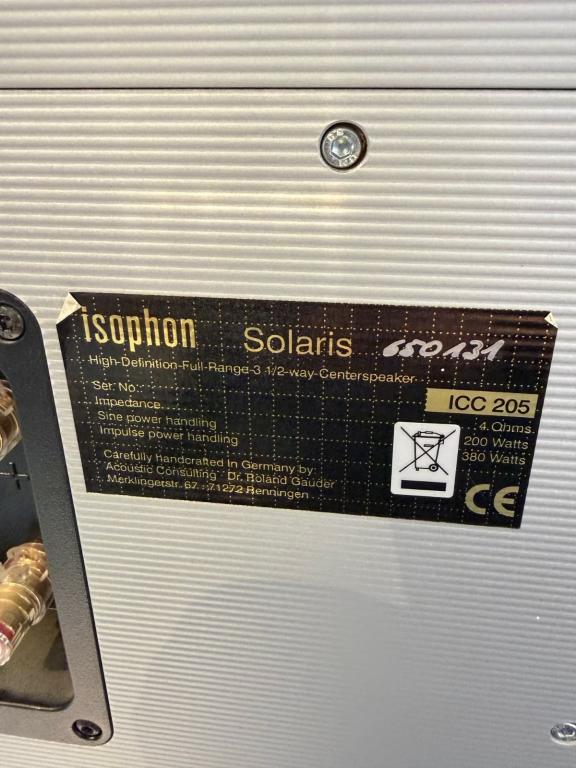 isophon Solaris 650131
High-Definition-Full-Range-3 1/2-way-Centerspeaker
Ser. No.: ICC 205
Impedance 4 Ohms
Sine power handling 200 Watts
Impulse power handling 380 Watts
Carefully handcrafted in Germany by:
Acoustic Consulting Dr. Roland Gauder
Merklingerstr. 67 · 71272 Renningen
CE
+